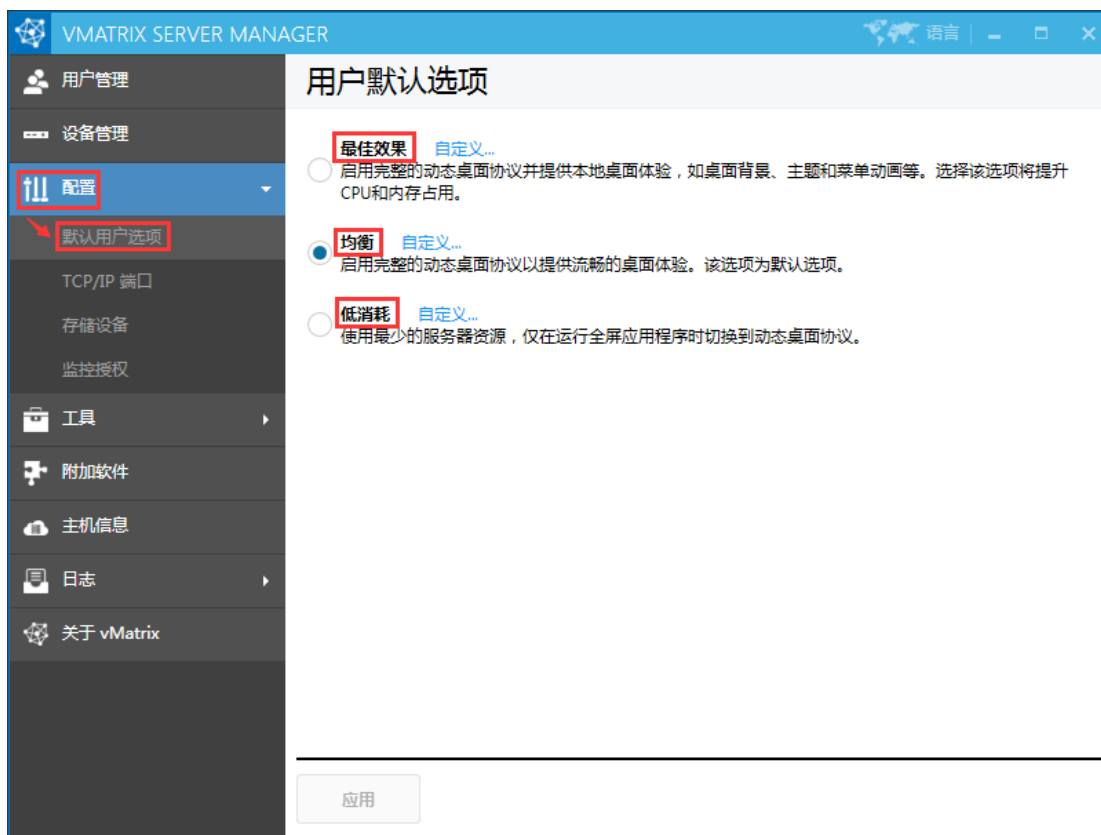 VMATRIX SERVER MANAGER
语言
用户管理
设备管理
配置
默认用户选项
TCP/IP 端口
存储设备
监控授权
工具
附加软件
主机信息
日志
关于 vMatrix
用户默认选项
最佳效果 自定义...
启用完整的动态桌面协议并提供本地桌面体验，如桌面背景、主题和菜单动画等。选择该选项将提升
CPU和内存占用。
均衡 自定义...
启用完整的动态桌面协议以提供流畅的桌面体验。该选项为默认选项。
低消耗 自定义...
使用最少的服务器资源，仅在运行全屏应用程序时切换到动态桌面协议。
应用